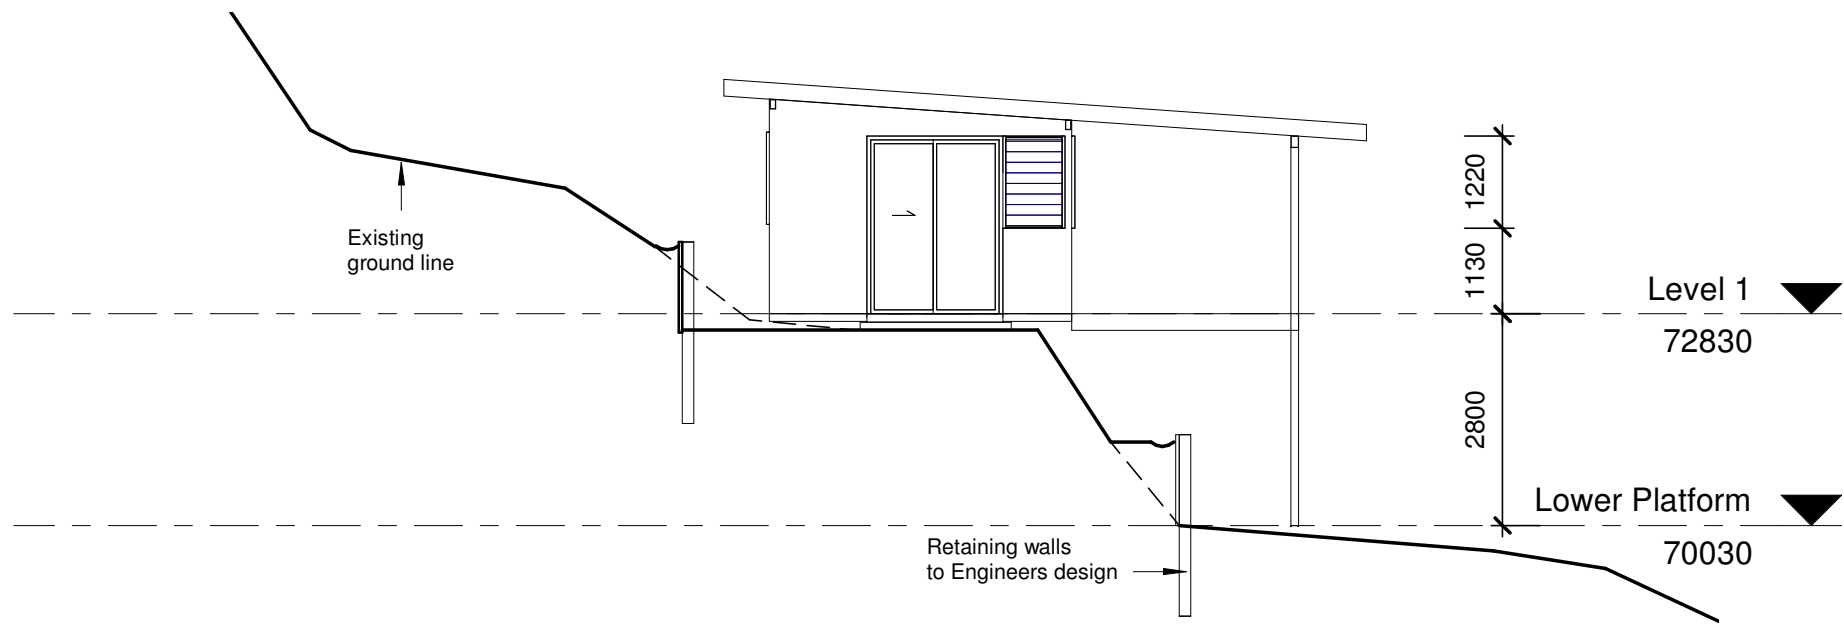 Existing
ground line
1220
1130
Level 1
72830
2800
Lower Platform
70030
Retaining walls
to Engineers design